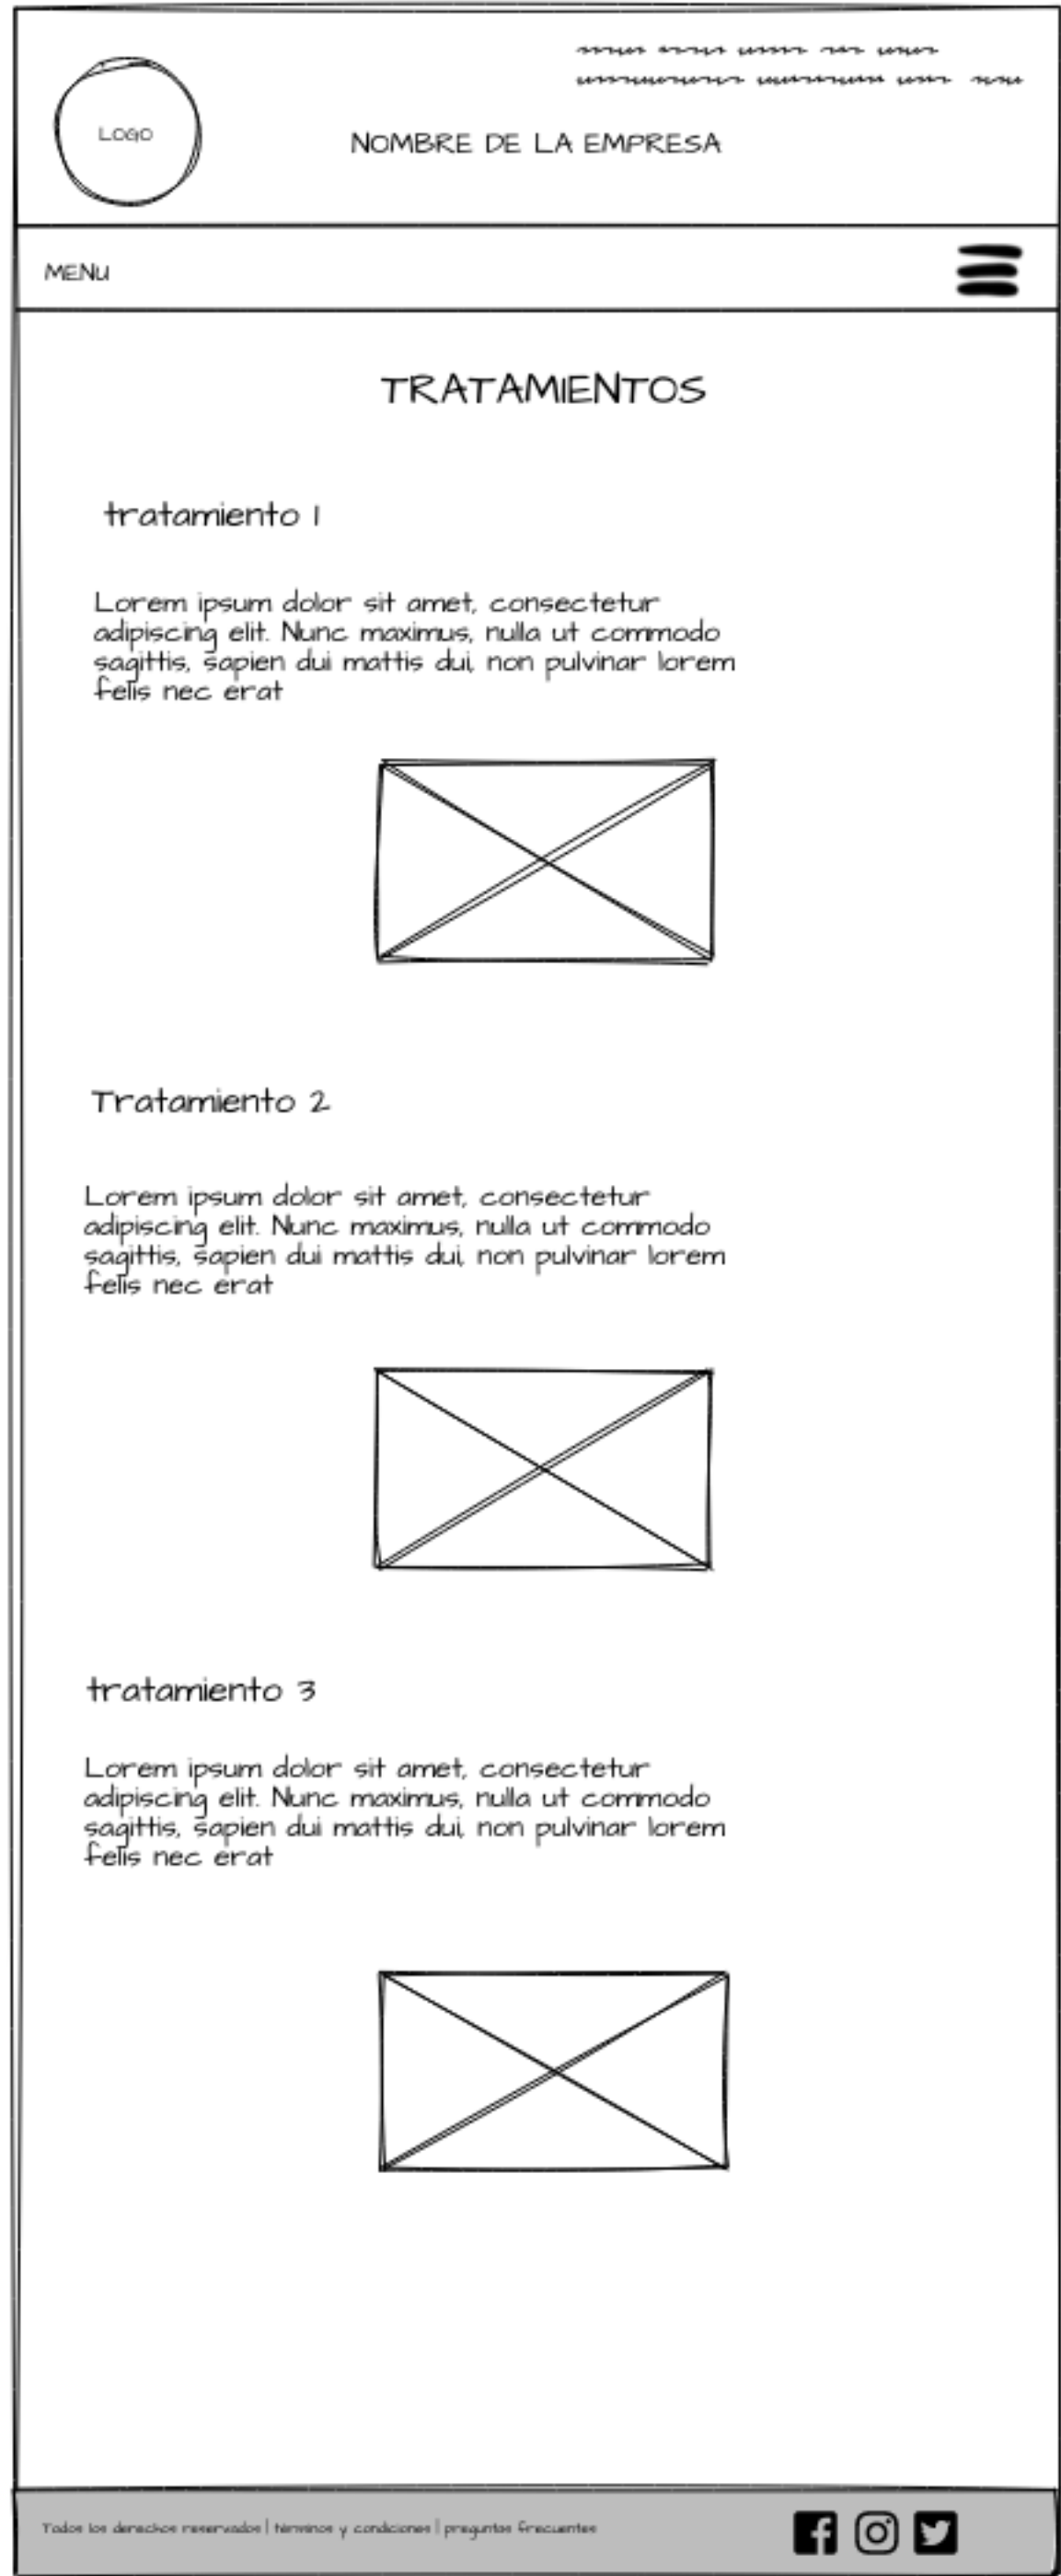 LOGO
NOMBRE DE LA EMPRESA
MENU
TRATAMIENTOS
tratamiento 1
Lorem ipsum dolor sit amet, consectetur
adipiscing elit. Nunc maximus, nulla ut commodo
sagittis, sapien dui mattis dui, non pulvinar lorem
felis nec erat
Tratamiento 2
Lorem ipsum dolor sit amet, consectetur
adipiscing elit. Nunc maximus, nulla ut commodo
sagittis, sapien dui mattis dui, non pulvinar lorem
felis nec erat
tratamiento 3
Lorem ipsum dolor sit amet, consectetur
adipiscing elit. Nunc maximus, nulla ut commodo
sagittis, sapien dui mattis dui, non pulvinar lorem
felis nec erat
Todos los derechos reservados | términos y condiciones | preguntas frecuentes